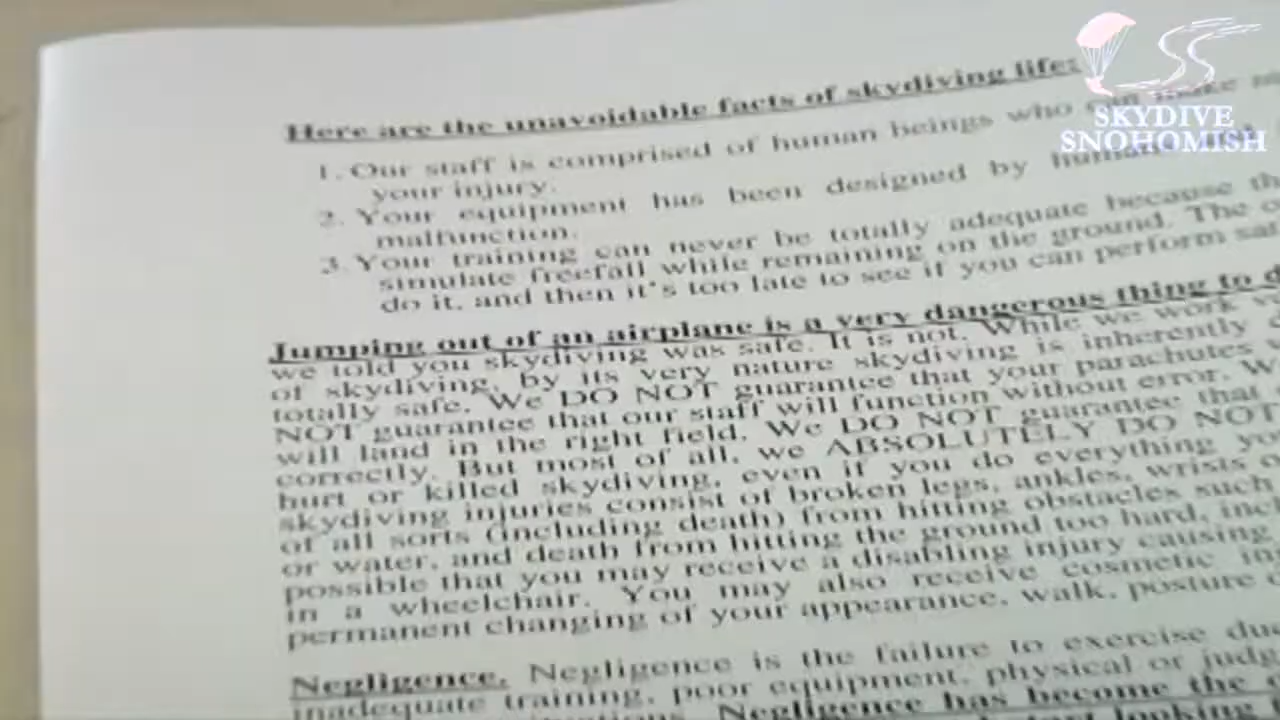 SKYDIVE
SNOHOMISH
Here are the unavoidable facts of skydiving life:
1. Our staff is comprised of human beings who can make
your injury.
2. Your equipment has been designed by humans
malfunction.
3. Your training can never be totally adequate because
simulate freefall while remaining on the ground. The
do it, and then it's too late to see if you can perform
Jumping out of an airplane is a very dangerous thing to
we told you skydiving was safe. It is not. While we work
of skydiving, by its very nature skydiving is inherently
totally safe. We DO NOT guarantee that your parachutes
NOT guarantee that our staff will function without error.
will land in the right field. We DO NOT guarantee that
correctly. But most of all, we ABSOLUTELY DO NOT
hurt or killed skydiving, even if you do everything
skydiving injuries consist of broken legs, ankles, wrists
of all sorts (including death) from hitting obstacles such
or water, and death from hitting the ground too hard,
possible that you may receive a disabling injury causing
in a wheelchair. You may also receive cosmetic
permanent changing of your appearance, walk, posture
Negligence. Negligence is the failure to exercise
inadequate training, poor equipment, physical or
Negligence has become the